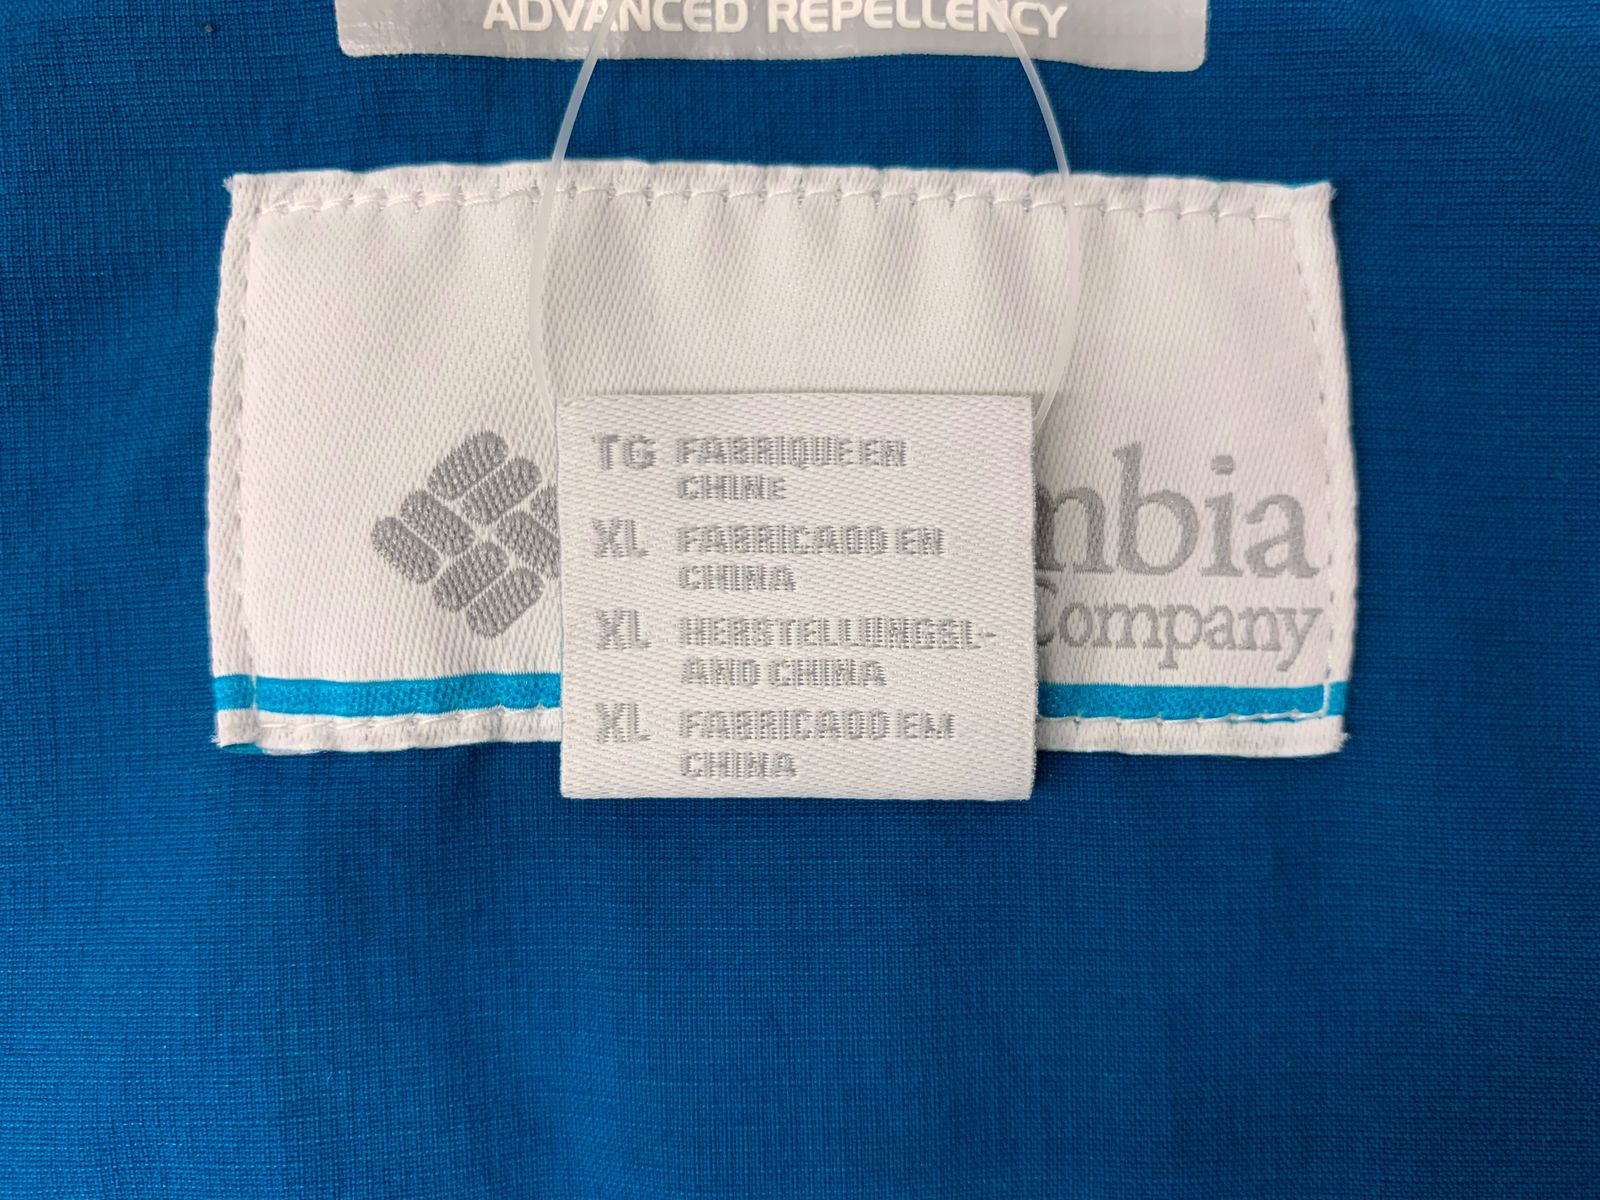 ADVANCED REPELLENCY
TG FABRIQUE EN
CHINE
XL FABRICADO EN
CHINA
XL HERSTELLUNGSL-
AND CHINA
XL FABRICADO EM
CHINA
mbia
Company